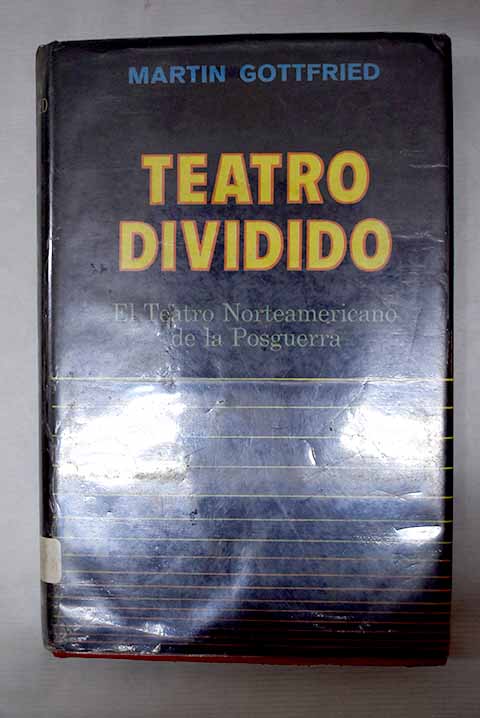 MARTIN GOTTFRIED
TEATRO
DIVIDIDO
El Teatro Norteamericano
de la Posguerra